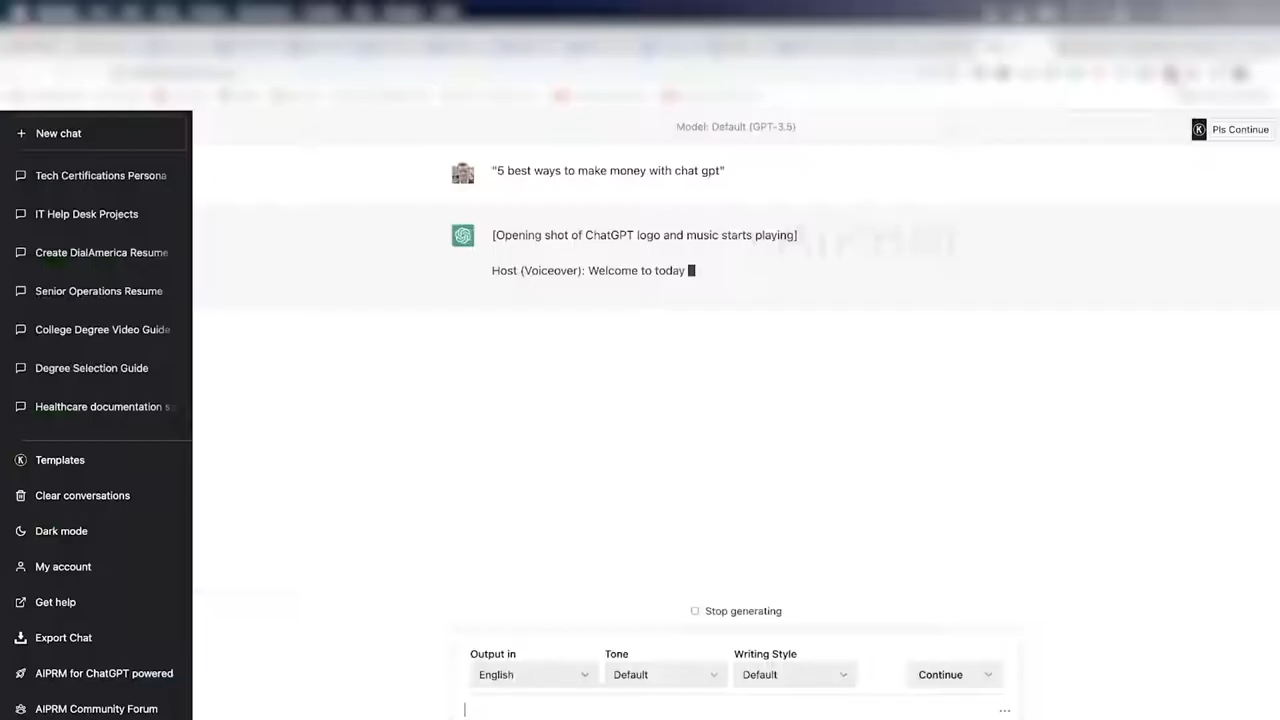 New chat
Tech Certifications Persona
IT Help Desk Projects
Create DialAmerica Resume
Senior Operations Resume
College Degree Video Guide
Degree Selection Guide
Healthcare documentation s
Templates
Clear conversations
Dark mode
My account
Get help
Export Chat
AIPRM for ChatGPT powered
AIPRM Community Forum
Model: Default (GPT-3.5)
Pls Continue
"5 best ways to make money with chat gpt"
[Opening shot of ChatGPT logo and music starts playing]
Host (Voiceover): Welcome to today
Stop generating
Output in
Tone
Writing Style
English
Default
Default
Continue